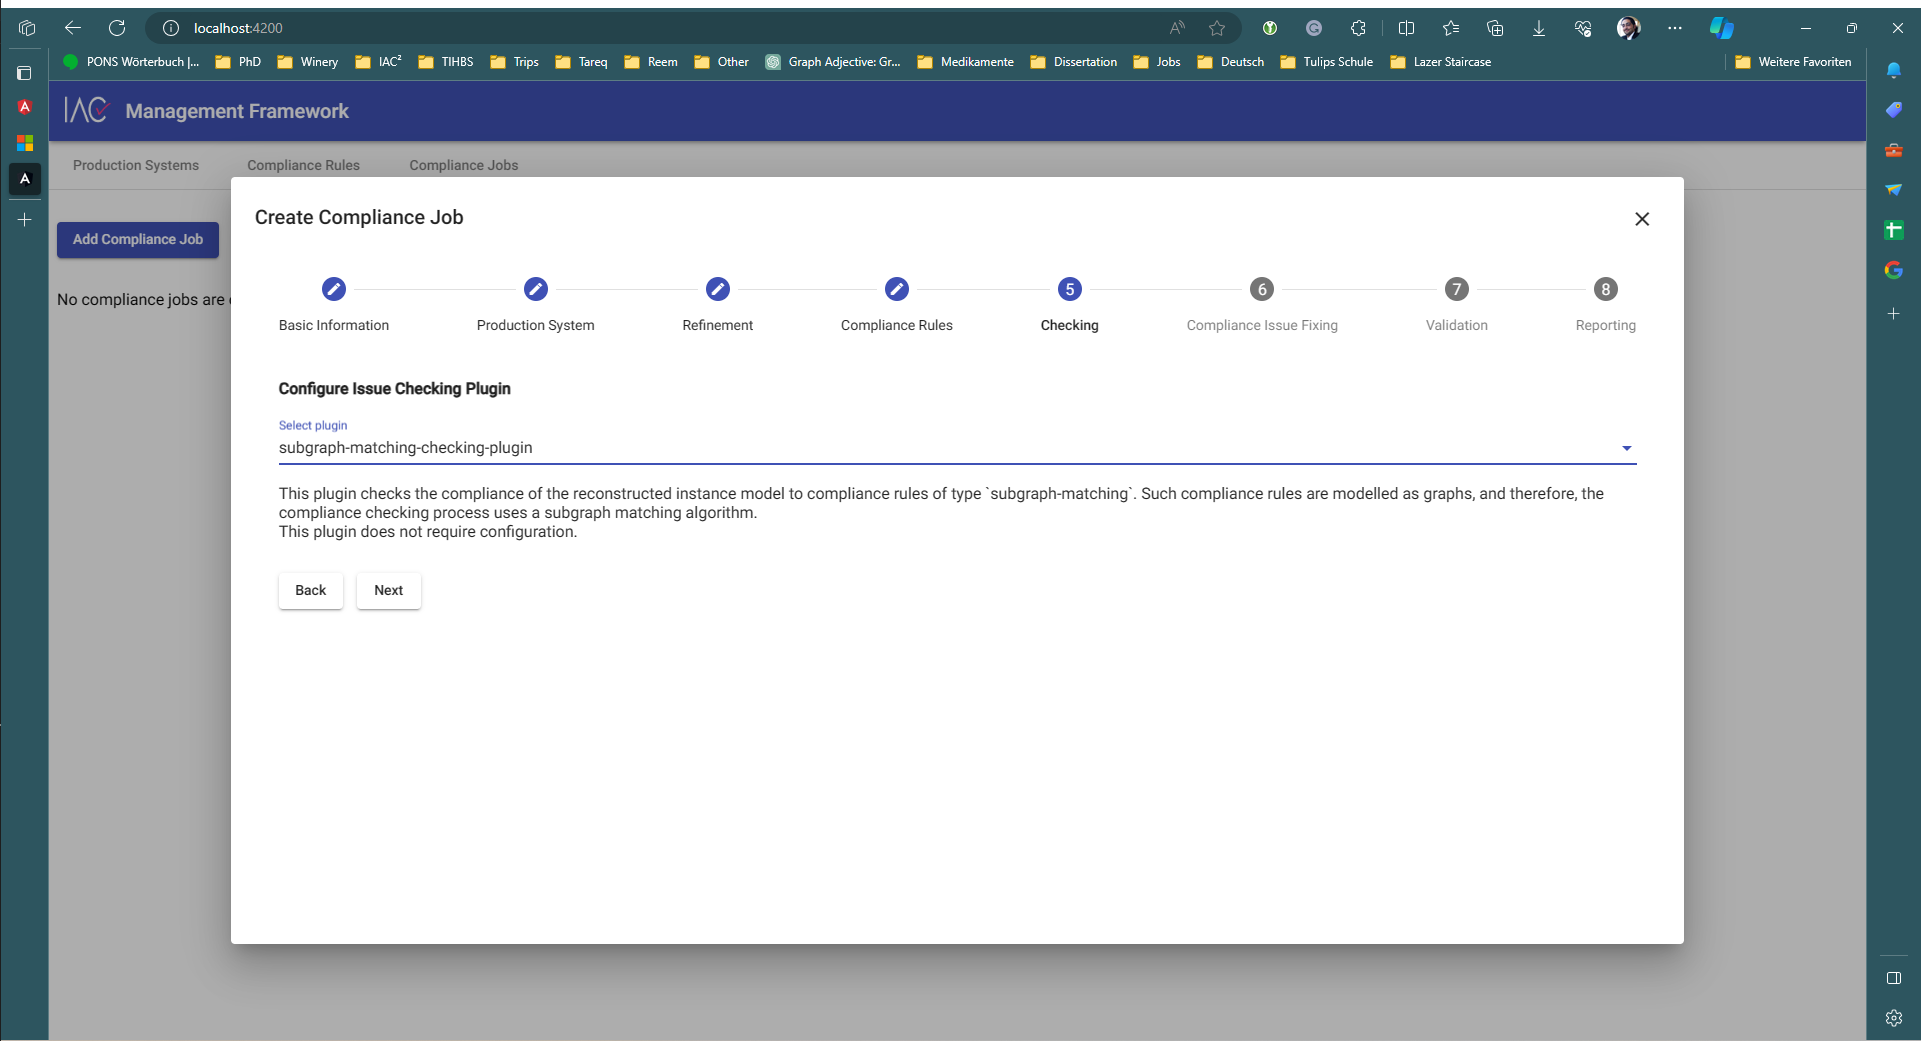 localhost:4200
PONS Wörterbuch |... PhD Winery IAC² TIHBS Trips Tareq Reem Other Graph Adjective: Gr... Medikamente Dissertation Jobs Deutsch Tulips Schule Lazer Staircase Weitere Favoriten
IAC Management Framework
Production Systems Compliance Rules Compliance Jobs
Create Compliance Job
Add Compliance Job
No compliance jobs are
5 6 7 8
Basic Information Production System Refinement Compliance Rules Checking Compliance Issue Fixing Validation Reporting
Configure Issue Checking Plugin
Select plugin
subgraph-matching-checking-plugin
This plugin checks the compliance of the reconstructed instance model to compliance rules of type `subgraph-matching`. Such compliance rules are modelled as graphs, and therefore, the
compliance checking process uses a subgraph matching algorithm.
This plugin does not require configuration.
Back Next